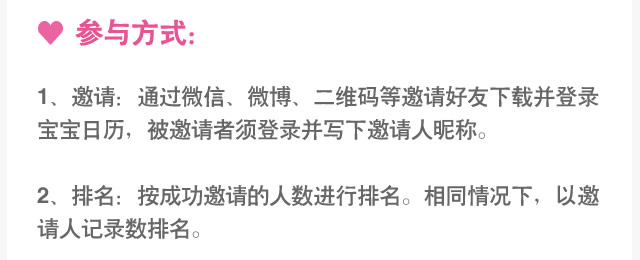 参与方式：
1、邀请：通过微信、微博、二维码等邀请好友下载并登录
宝宝日历，被邀请者须登录并写下邀请人昵称。
2、排名：按成功邀请的人数进行排名。相同情况下，以邀
请人记录数排名。